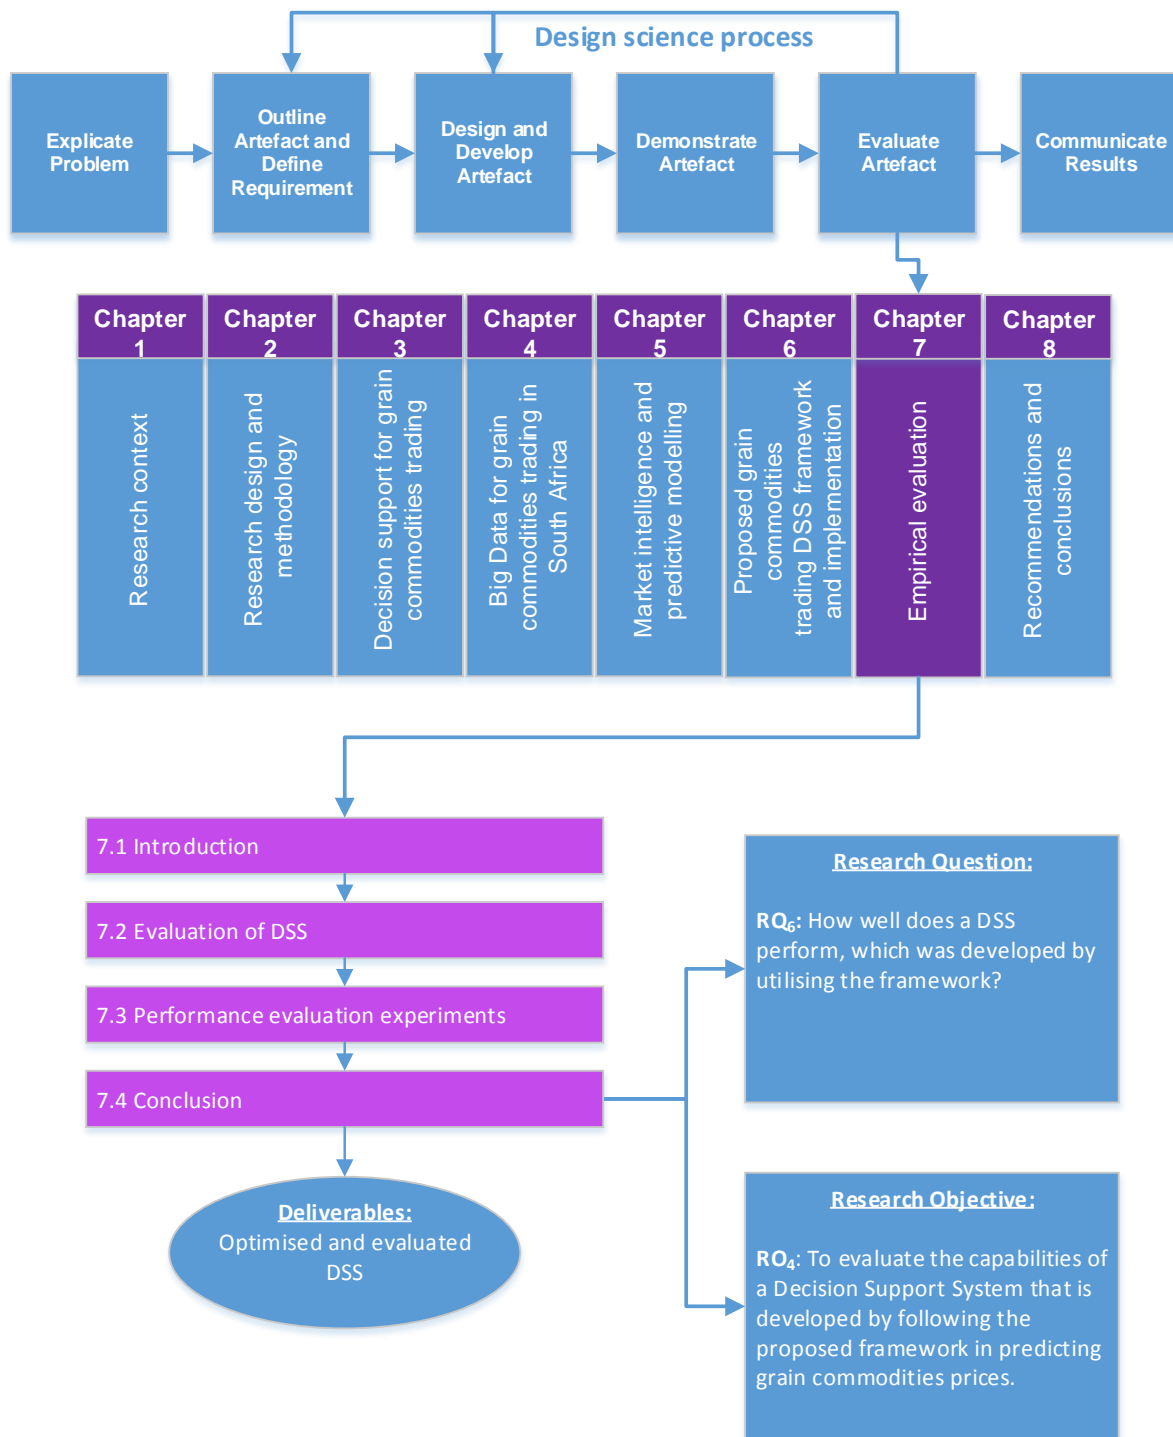 Design science process
Explicate
Problem
Outline
Artefact and
Define
Requirement
Design and
Develop
Artefact
Demonstrate
Artefact
Evaluate
Artefact
Communicate
Results
Chapter
1
Chapter
2
Chapter
3
Chapter
4
Chapter
5
Chapter
6
Chapter
7
Chapter
8
Research context
Research design and
methodology
Decision support for grain
commodities trading
Big Data for grain
commodities trading in
South Africa
Market intelligence and
predictive modelling
Proposed grain
commodities
trading DSS framework
and implementation
Empirical evaluation
Recommendations and
conclusions
7.1 Introduction
7.2 Evaluation of DSS
7.3 Performance evaluation experiments
7.4 Conclusion
Deliverables:
Optimised and evaluated
DSS
Research Question:
RQ₆: How well does a DSS
perform, which was developed by
utilising the framework?
Research Objective:
RO₄: To evaluate the capabilities of
a Decision Support System that is
developed by following the
proposed framework in predicting
grain commodities prices.